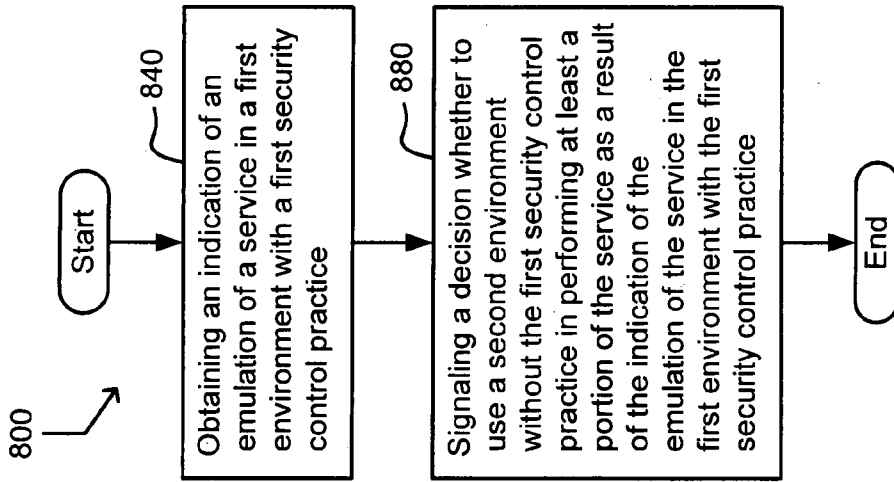 800
Start
840
Obtaining an indication of an
emulation of a service in a first
environment with a first security
control practice
880
Signaling a decision whether to
use a second environment
without the first security control
practice in performing at least a
portion of the service as a result
of the indication of the
emulation of the service in the
first environment with the first
security control practice
End